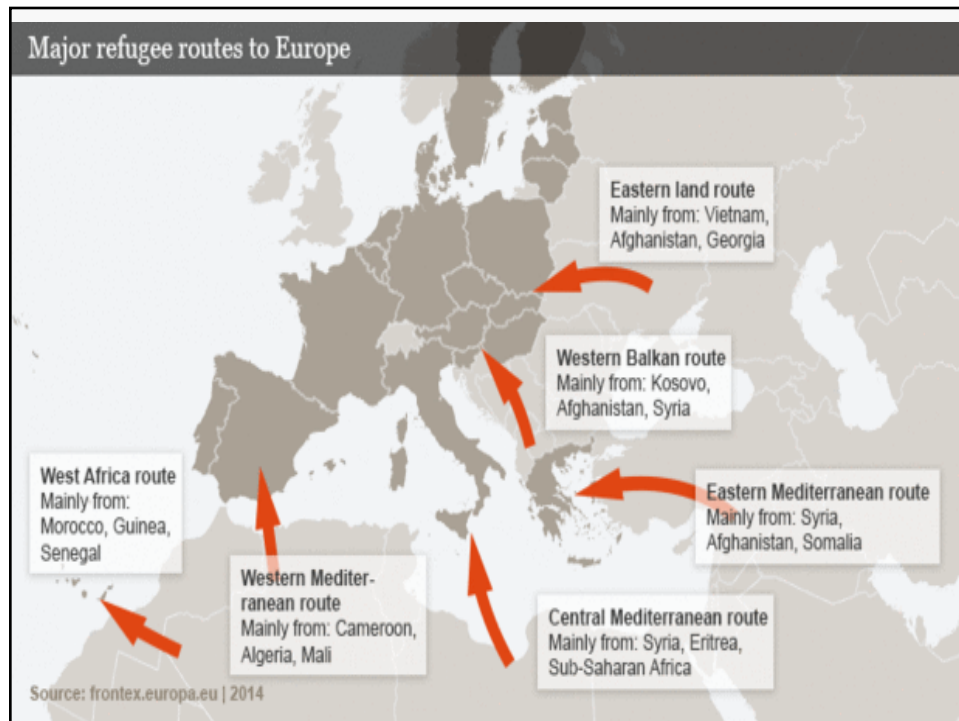 Major refugee routes to Europe
Eastern land route
Mainly from: Vietnam,
Afghanistan, Georgia
Western Balkan route
Mainly from: Kosovo,
Afghanistan, Syria
West Africa route
Mainly from:
Morocco, Guinea,
Senegal
Eastern Mediterranean route
Mainly from: Syria,
Afghanistan, Somalia
Western Mediter-
ranean route
Mainly from: Cameroon,
Algeria, Mali
Central Mediterranean route
Mainly from: Syria, Eritrea,
Sub-Saharan Africa
Source: frontex.europa.eu | 2014